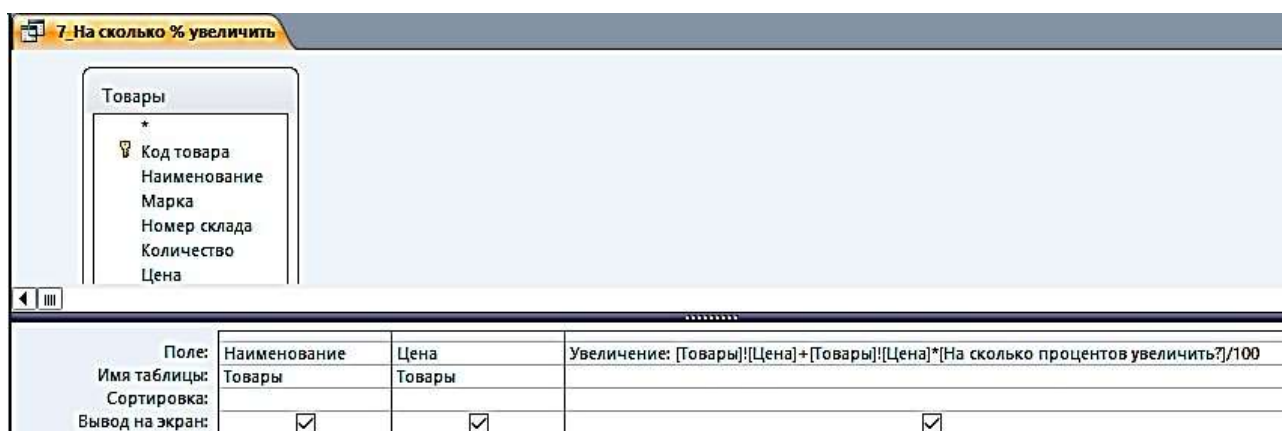 7_На сколько % увеличить
Товары
*
Код товара
Наименование
Марка
Номер склада
Количество
Цена
Поле: Наименование Цена Увеличение: [Товары]![Цена]+[Товары]![Цена]*[На сколько процентов увеличить?]/100
Имя таблицы: Товары Товары
Сортировка:
Вывод на экран: